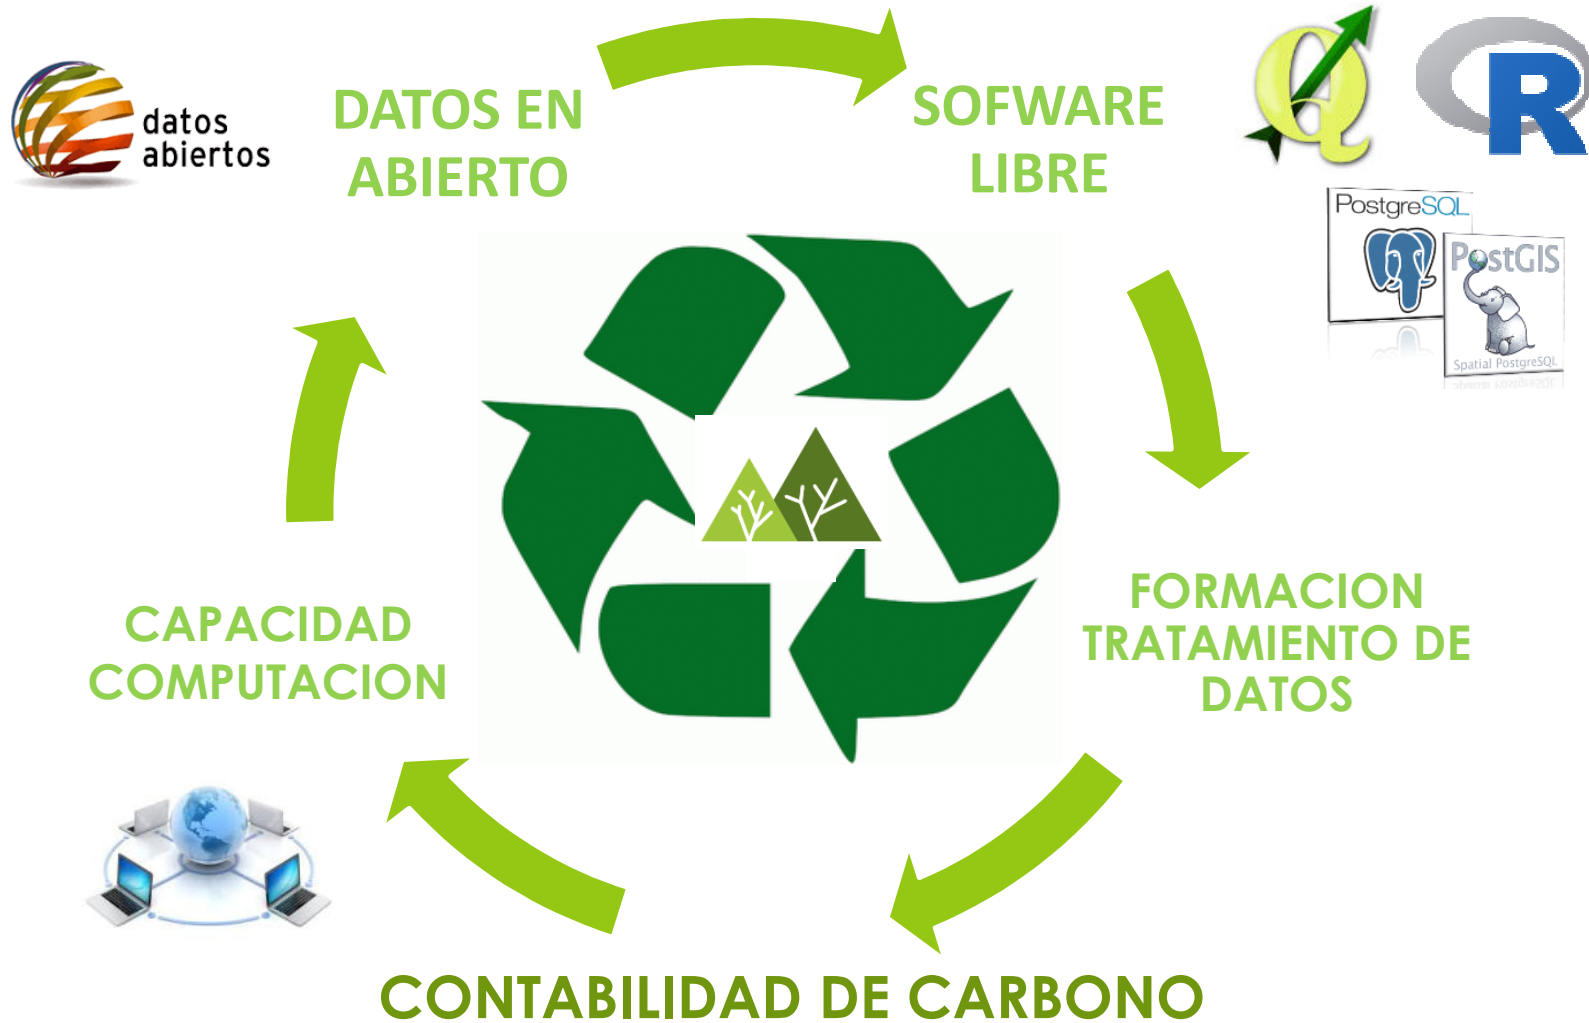 datos
abiertos
DATOS EN
ABIERTO
SOFWARE
LIBRE
Q
R
PostgreSQL
PostGIS
Spatial PostgreSQL
FORMACION
TRATAMIENTO DE
DATOS
CAPACIDAD
COMPUTACION
CONTABILIDAD DE CARBONO